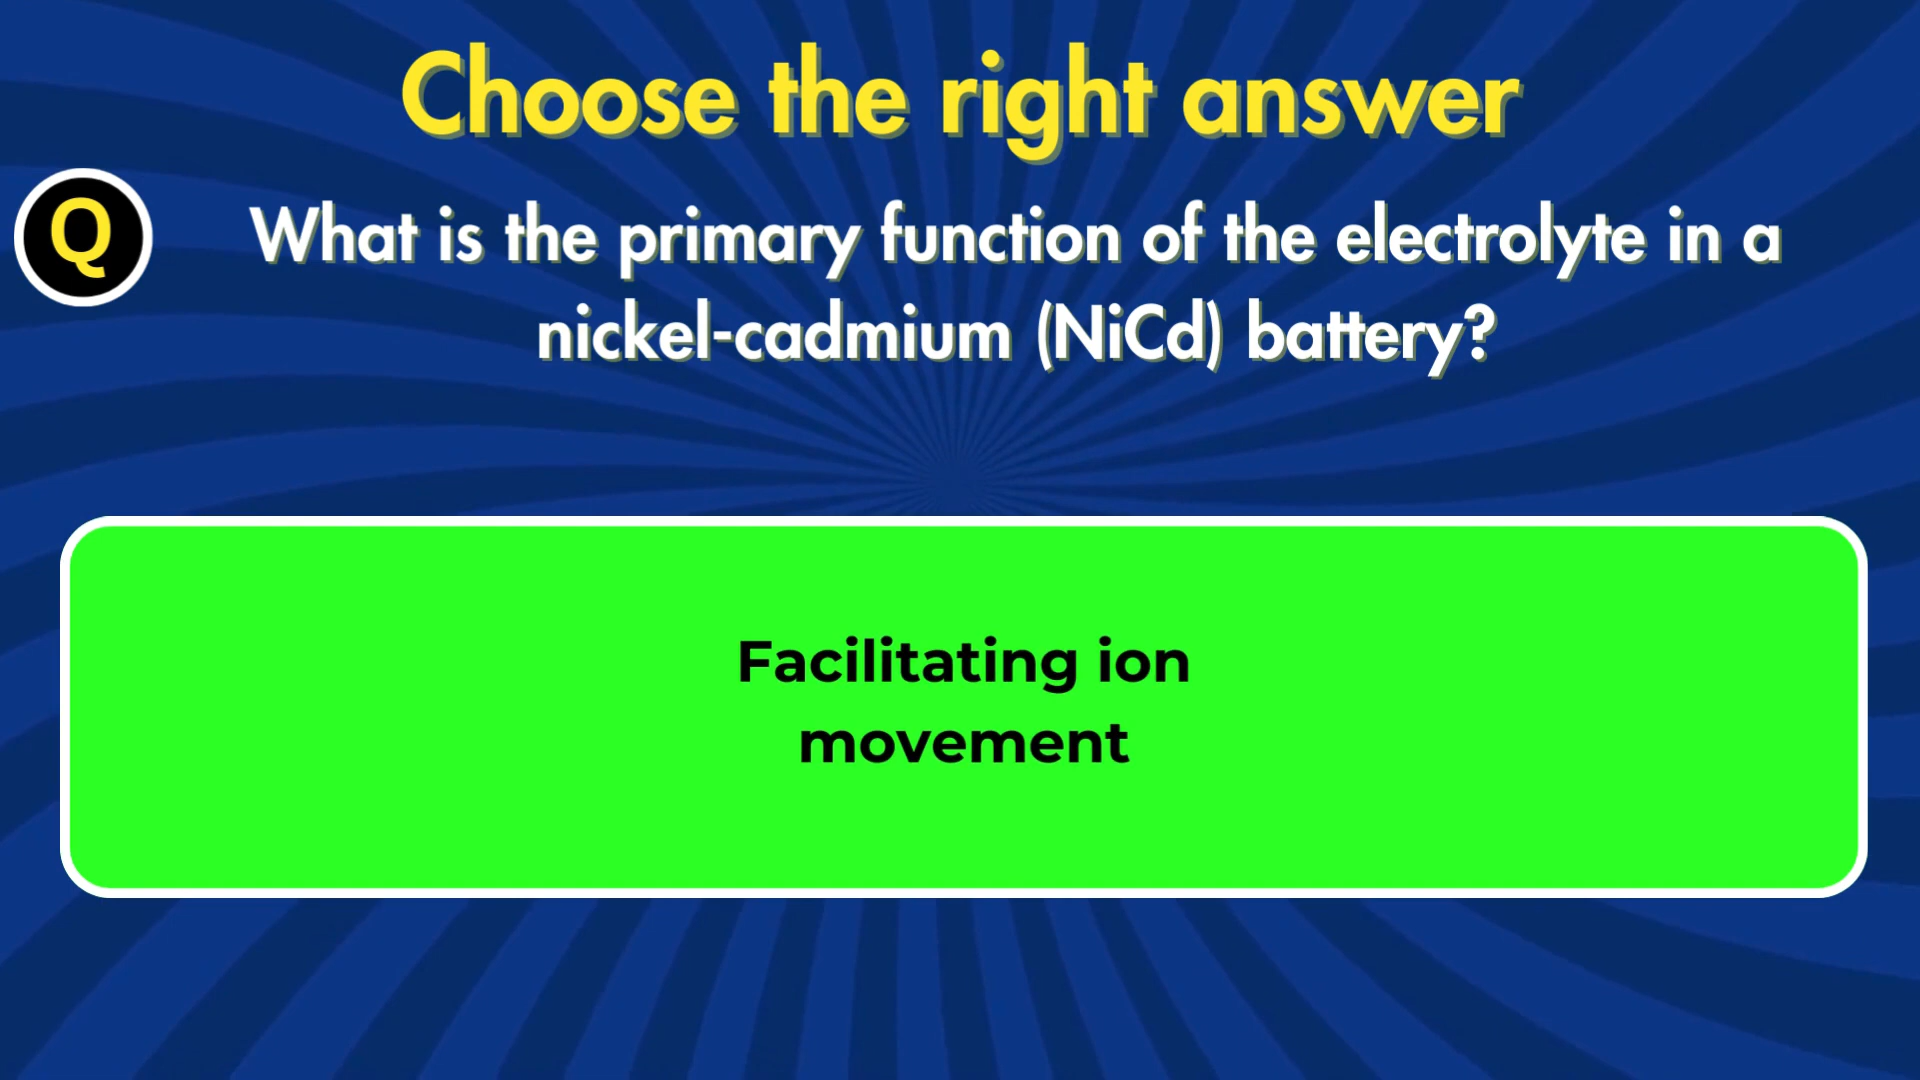 Choose the right answer
Q
What is the primary function of the electrolyte in a
nickel-cadmium (NiCd) battery?
Facilitating ion
movement